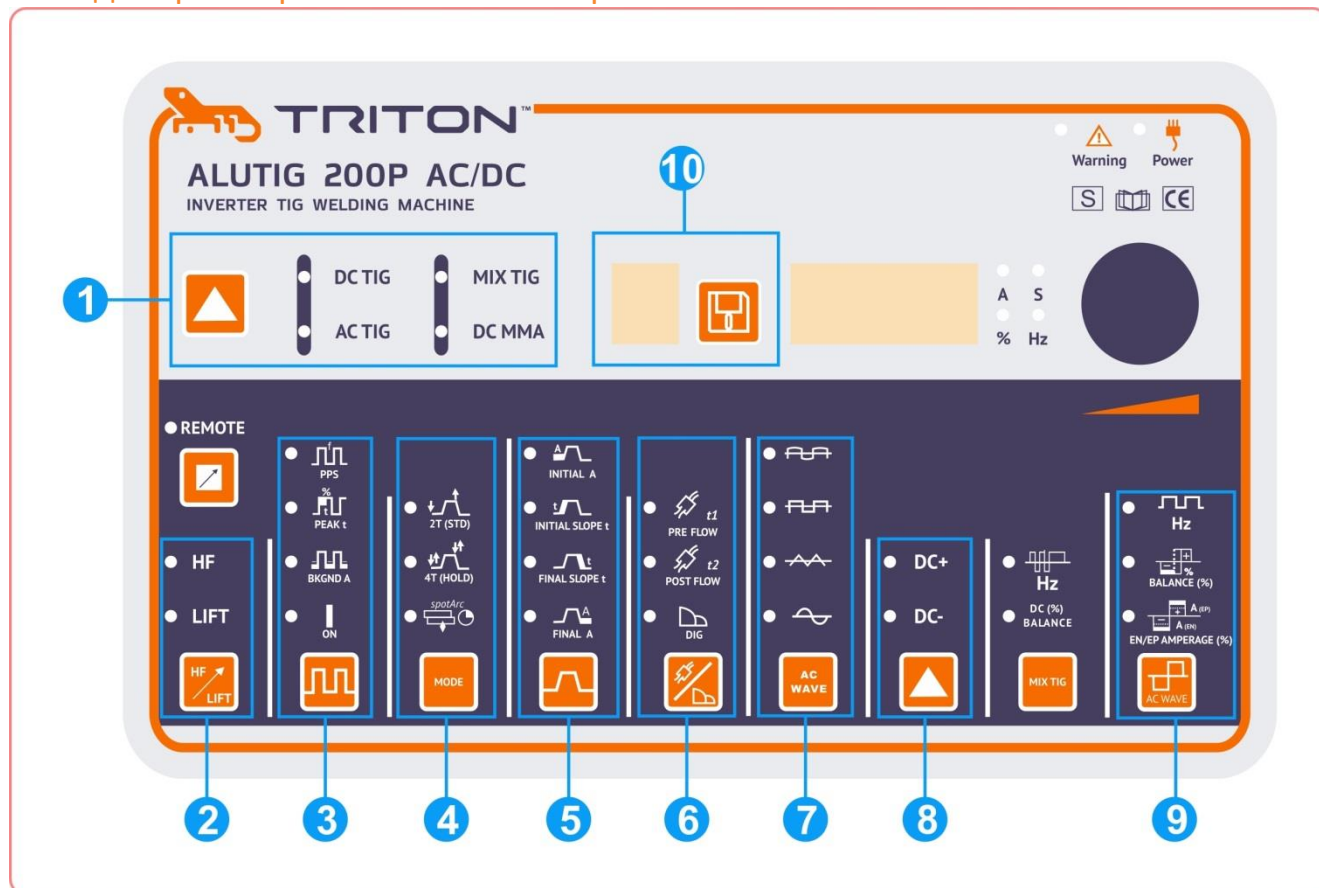 TRITON™
ALUTIG 200P AC/DC
INVERTER TIG WELDING MACHINE
Warning Power
S CE
10
1
DC TIG MIX TIG
AC TIG DC MMA
A S
% Hz
REMOTE
f
PPS
%
t
PEAK t
BKGND A
ON
HF
LIFT
HF
LIFT
2T (STD)
4T (HOLD)
spotArc
MODE
A
INITIAL A
t
INITIAL SLOPE t
t
FINAL SLOPE t
A
FINAL A
t1
PRE FLOW
t2
POST FLOW
DIG
AC
WAVE
DC+
DC-
Hz
DC (%)
BALANCE
MIX TIG
Hz
%
BALANCE (%)
A (EP)
A (EN)
EN/EP AMPERAGE (%)
AC WAVE
2 3 4 5 6 7 8 9